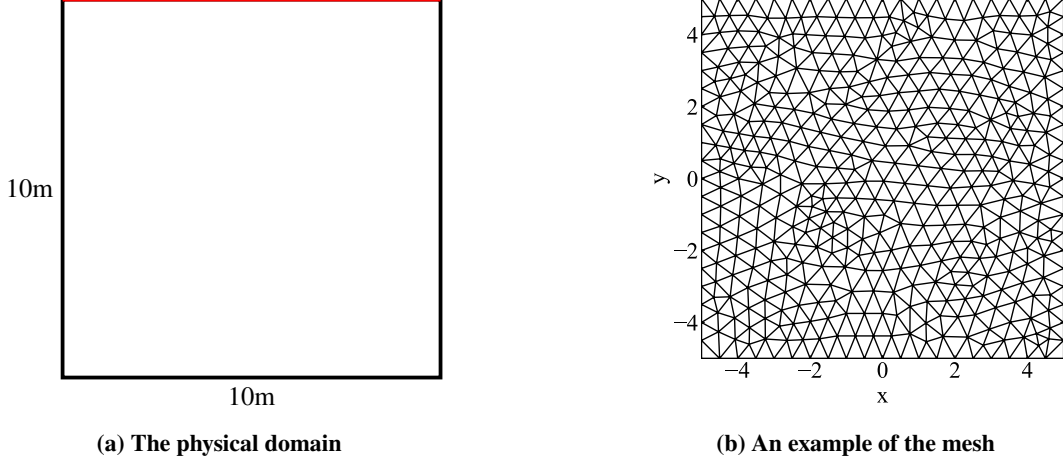 10m
10m
(a) The physical domain
4
2
0
−2
−4
y
−4 −2 0 2 4
x
(b) An example of the mesh